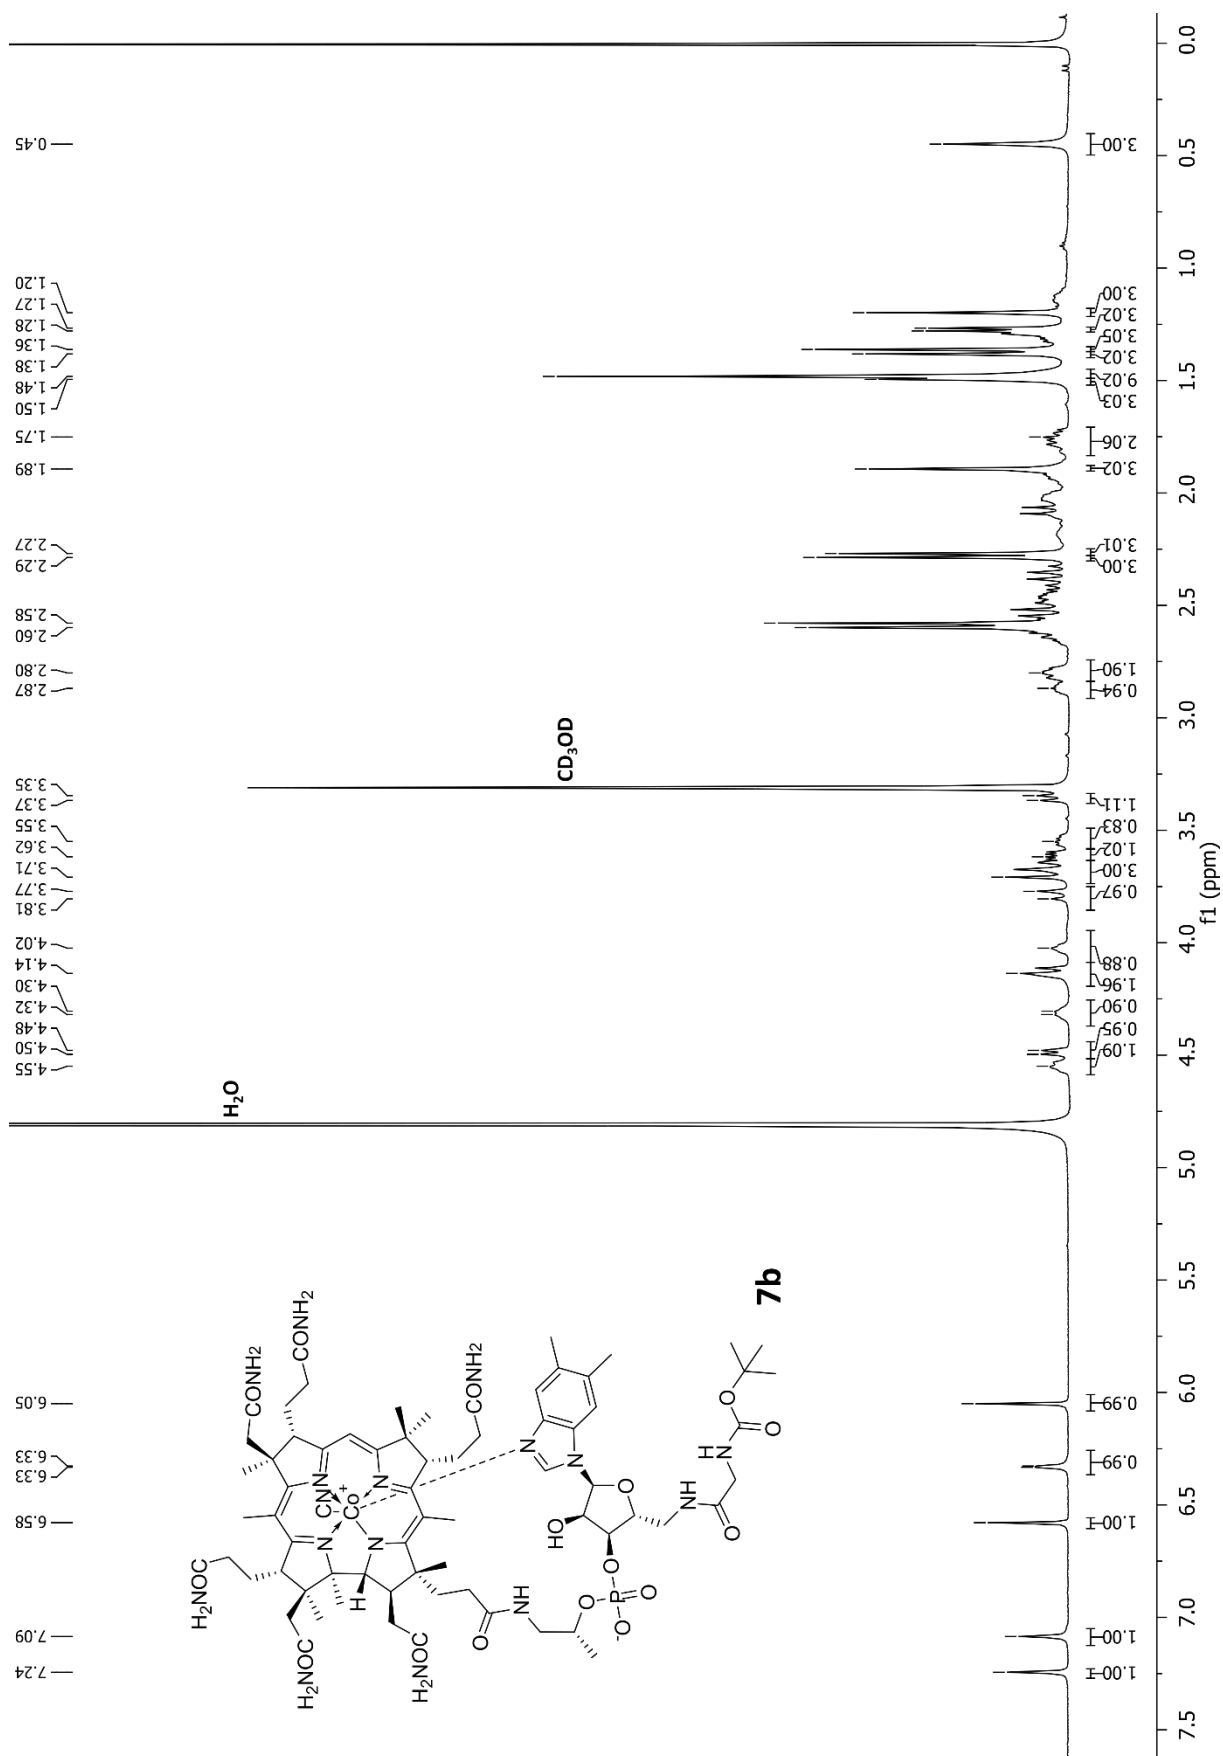 0.45
1.20
1.27
1.28
1.36
1.38
1.48
1.50
1.75
1.89
2.27
2.29
2.58
2.60
2.80
2.87
3.35
3.37
3.55
3.62
3.71
3.77
3.81
4.02
4.14
4.30
4.32
4.48
4.50
4.55
6.05
6.33
6.33
6.58
7.09
7.24
H₂O
CD₃OD
CONH₂
CONH₂
CONH₂
H₂NOC
H₂NOC
H₂NOC
N
N
N
N
CN
Co⁺
H
N
N
O
HO
NH
O
NH
O
O
O
P
O
O⁻
O
NH
O
7b
3.00
3.00
3.02
3.05
3.02
9.02
3.03
2.06
3.02
3.01
3.00
1.90
0.94
1.11
0.83
1.02
3.00
0.97
0.88
1.96
0.90
0.95
1.09
0.99
0.99
1.00
1.00
1.00
0.0
0.5
1.0
1.5
2.0
2.5
3.0
3.5
4.0
4.5
5.0
5.5
6.0
6.5
7.0
7.5
f1 (ppm)